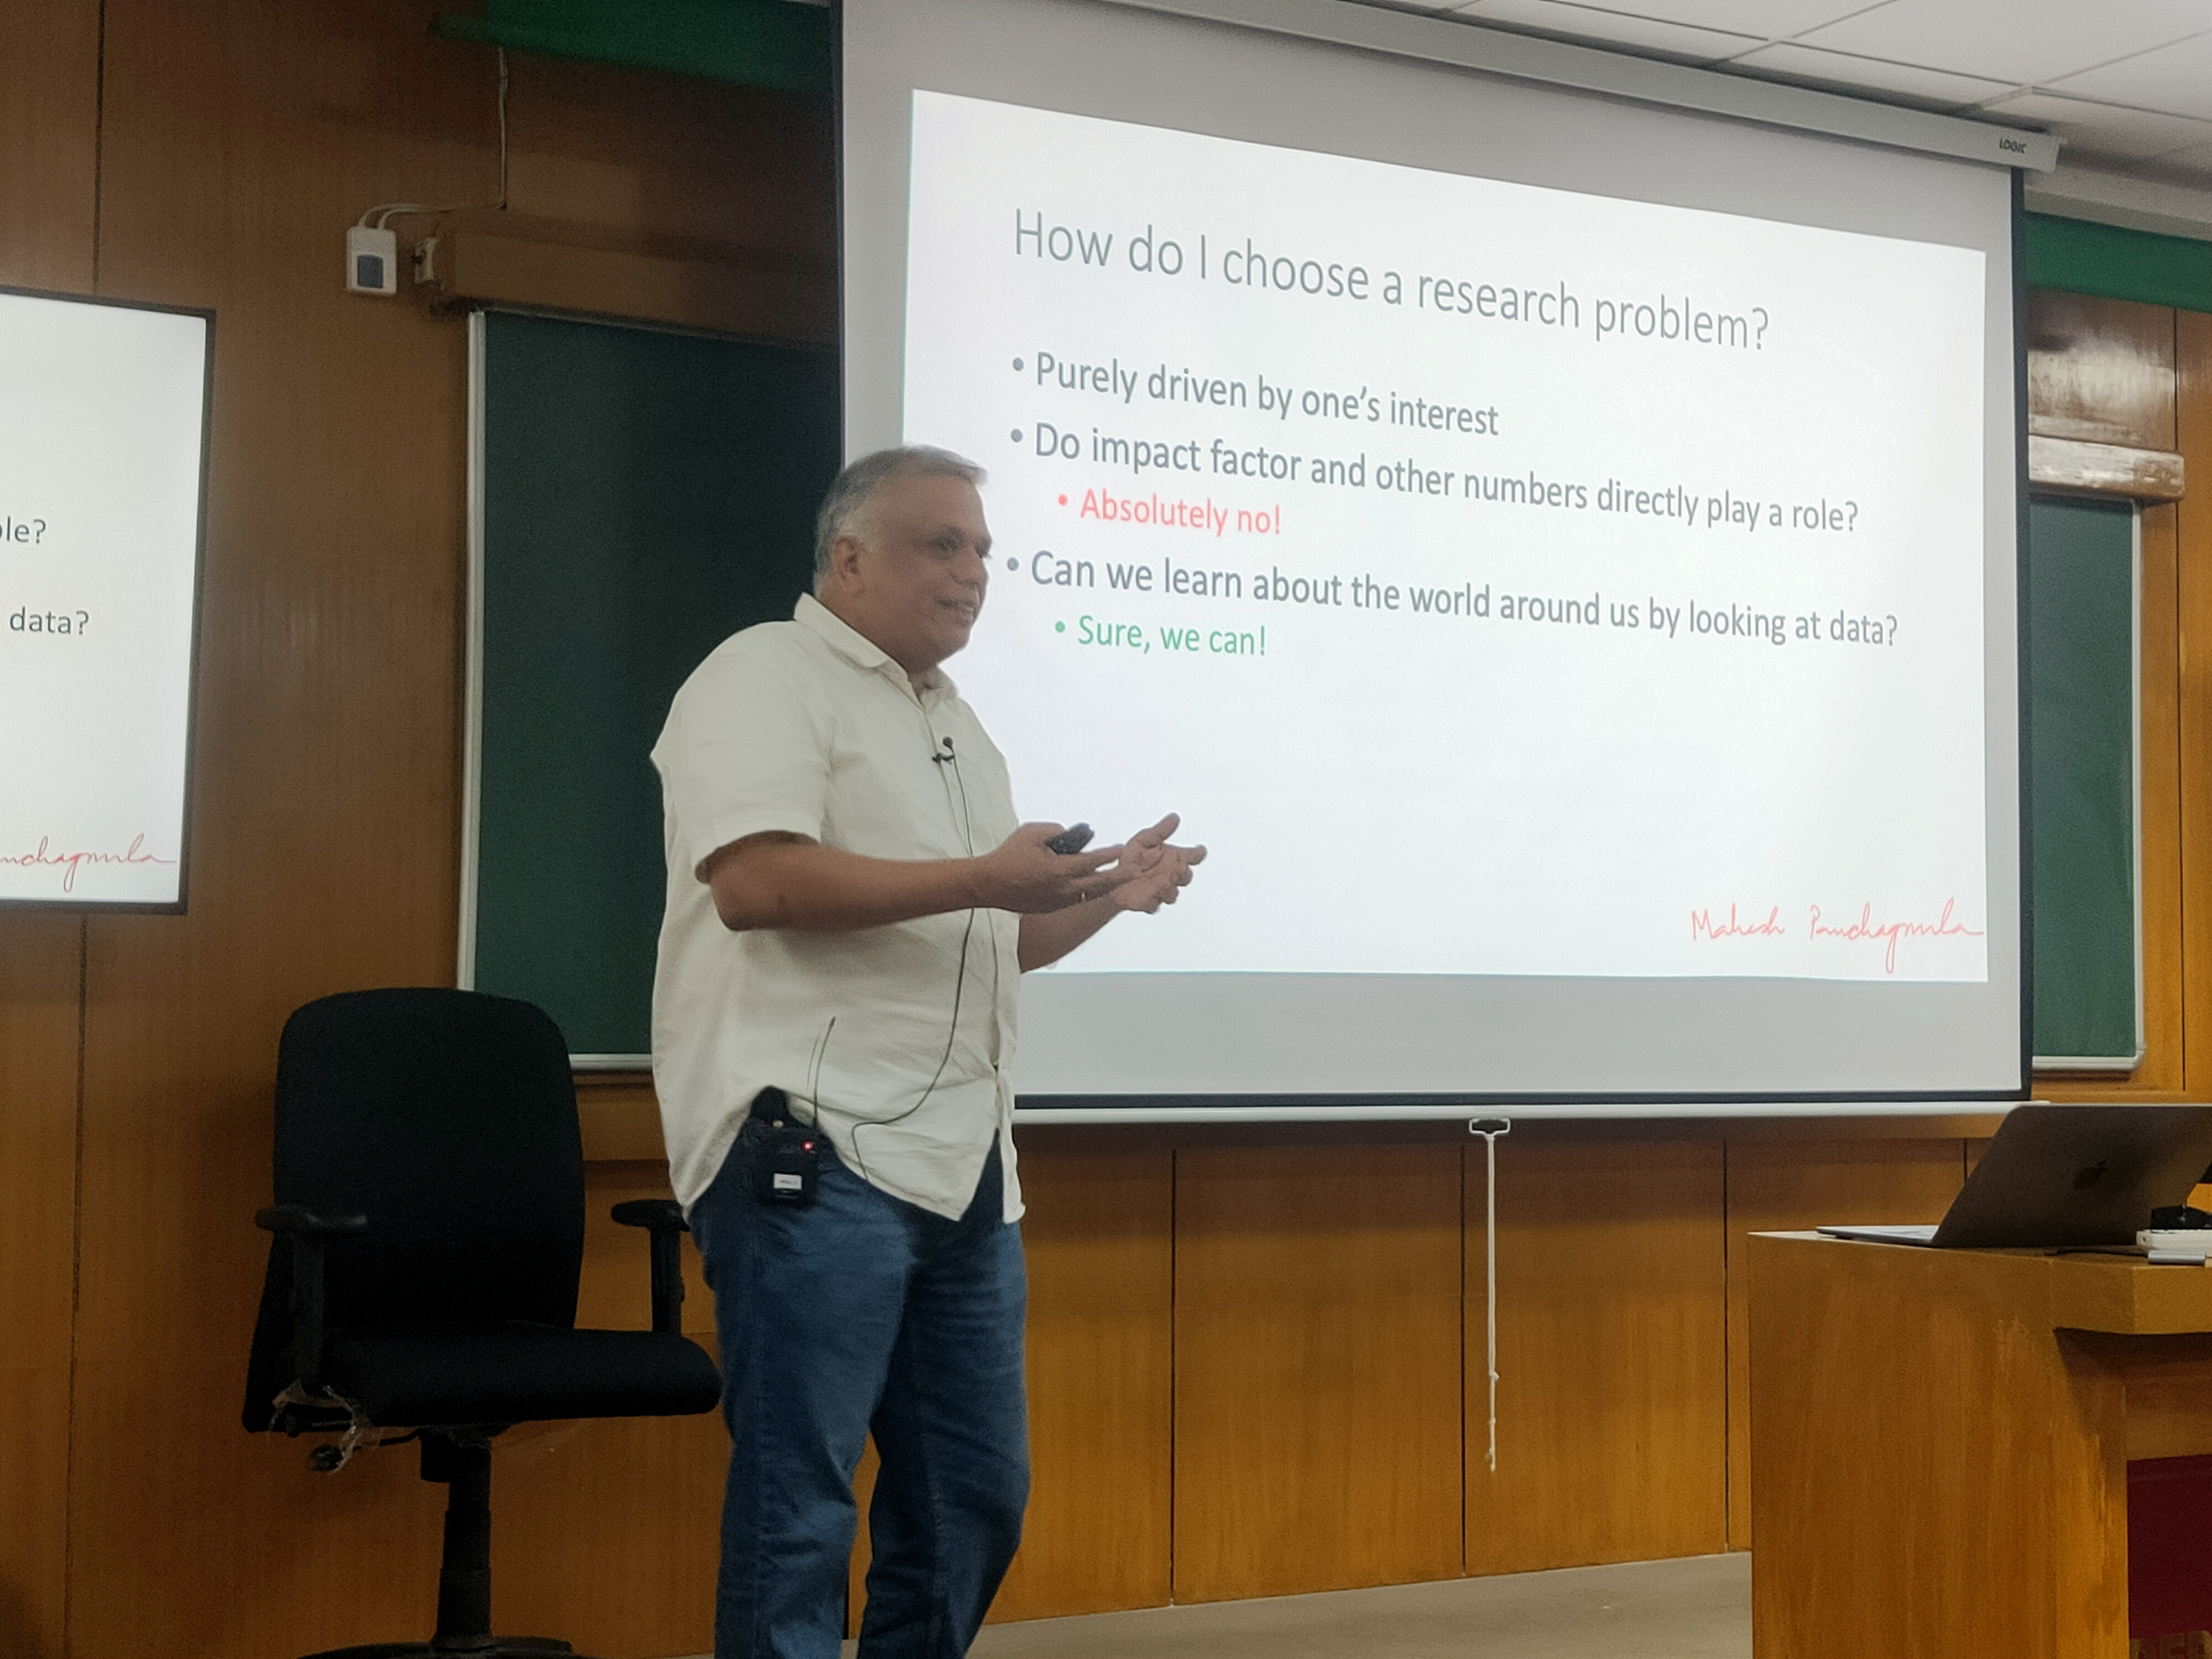 LOGIC
How do I choose a research problem?
• Purely driven by one's interest
• Do impact factor and other numbers directly play a role?
• Absolutely no!
• Can we learn about the world around us by looking at data?
• Sure, we can!
Mahesh Panchagnula
data?